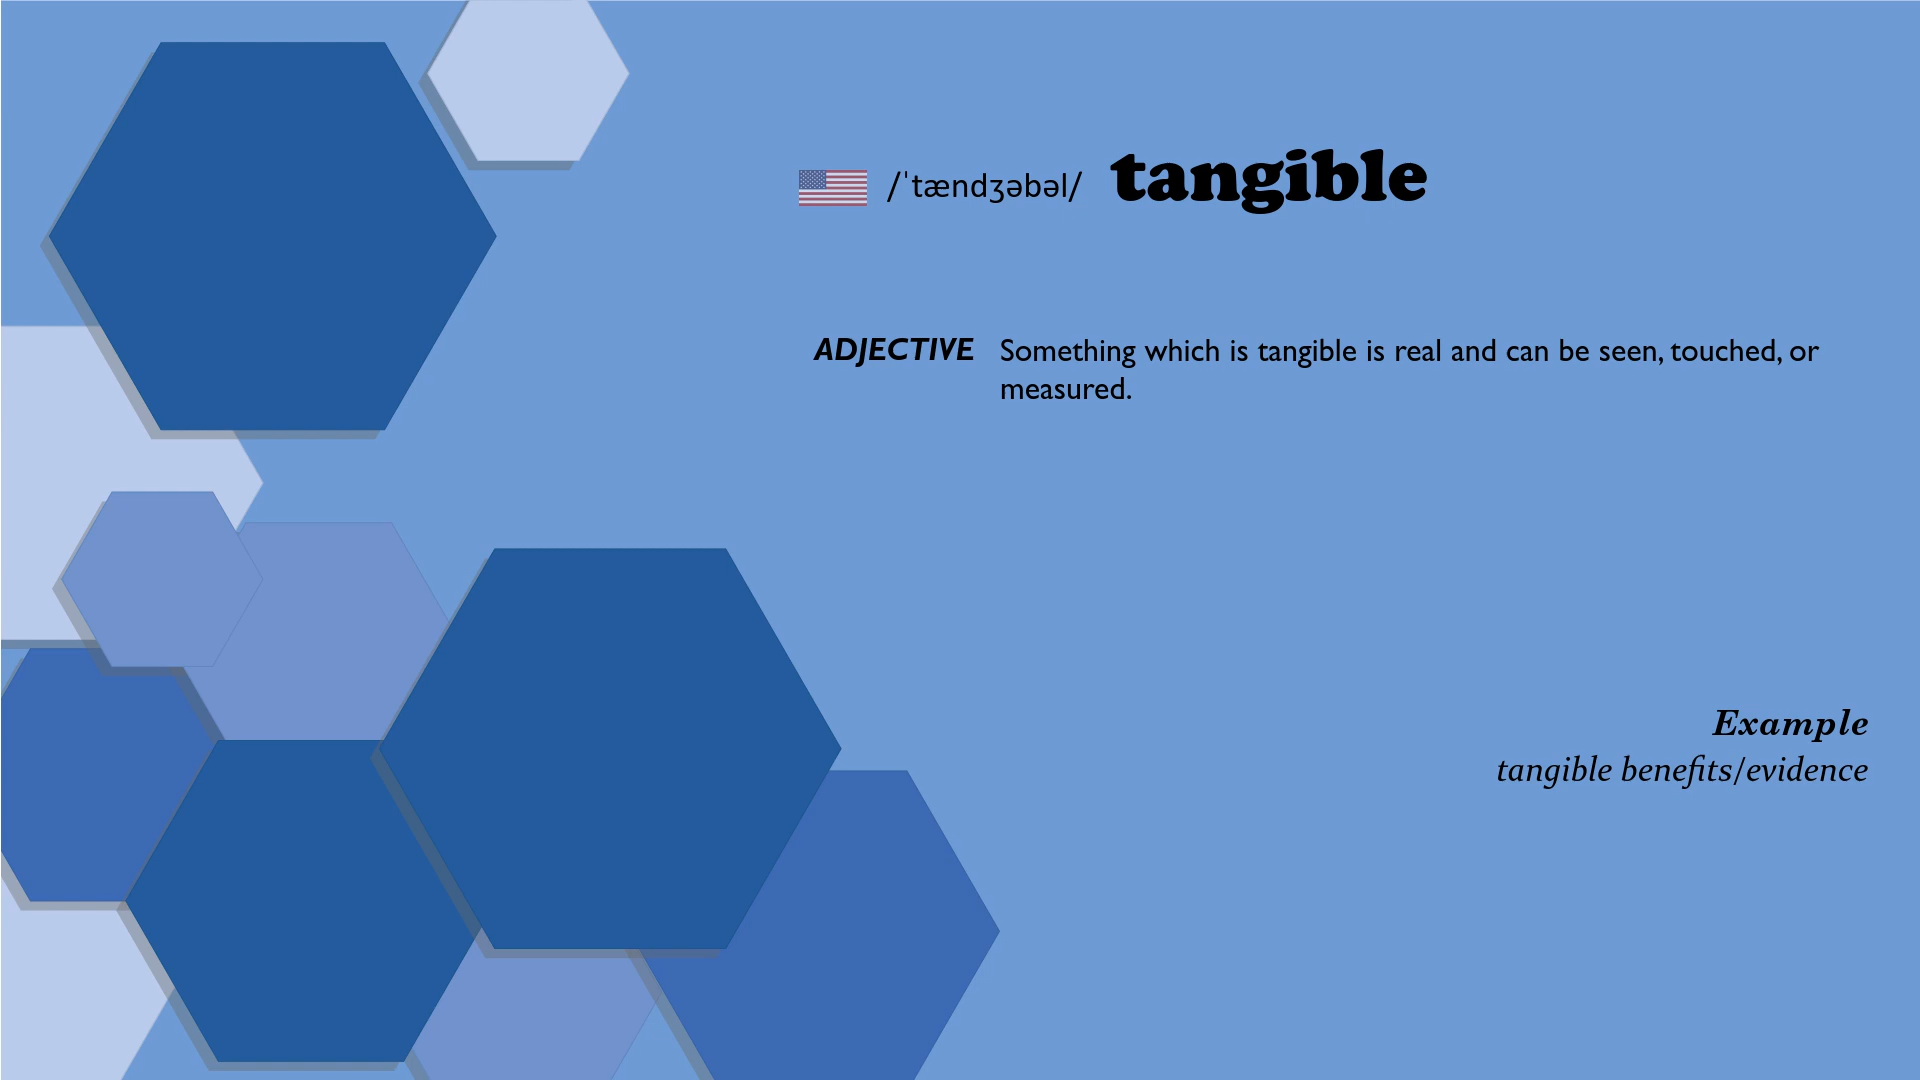 /ˈtændʒəbəl/ tangible
ADJECTIVE Something which is tangible is real and can be seen, touched, or
measured.
Example
tangible benefits/evidence